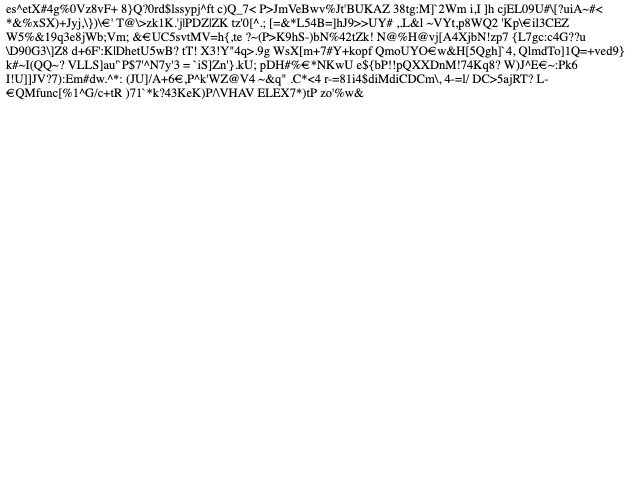 es^etX#4g%0Vz8vF+ 8}Q?0rd$lssypj^ft c)Q_7< P>JmVeBwv%Jt'BUKAZ 38tg:M]`2Wm i,I ]h cjEL09U#\[?uiA~#<
*&%xSX)+Jyj,\})\€' T@\>zk1K.'j|PDZlZK tz'0[^.; [=&*L54B=]hJ9>>UY# ,.L&l ~VYt,p8WQ2 'Kp\€il3CEZ
W5%&19q3e8jWb;Vm; &€UC5svtMV=h{,te ?~(P>K9hS-)bN%42tZk! N@%H@vj[A4XjbN!zp7 {L7gc:c4G??u
\D90G3\]Z8 d+6F':KlDhetU5wB? tT! X3!Y"4q>.9g WsX[m+7#Y+kopf QmoUYO€w&H[5Qgh]`4, QlmdTo]1Q=+ved9}
k#~I(QQ~? VLLS]au'`P$7'^N7y'3 =`iS]Zn'}.kU; pDH#%€*NKwU e${bP!!pQXXDnM!74Kq8? W)J^E€~:Pk6
I!U]]JV?7):Em#dw.^*: (JU]/A+6€,P^k'WZ@V4 ~&q" .C*<4 r-=81i4$diMdiCDCm\, 4-=l/ DC>5ajRT? L-
€QMfunc[%1^G/c+tR )71`*k?43KeK)P/\VHAV ELEX7*)tP zo'%w&